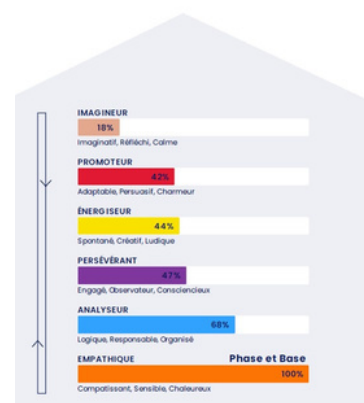 IMAGINEUR
18%
Imaginatif, Réfléchi, Calme
PROMOTEUR
42%
Adaptable, Persuasif, Charmeur
ÉNERGISEUR
44%
Spontané, Créatif, Ludique
PERSÉVÉRANT
47%
Engagé, Observateur, Consciencieux
ANALYSEUR
68%
Logique, Responsable, Organisé
EMPATHIQUE Phase et Base
100%
Compatissant, Sensible, Chaleureux